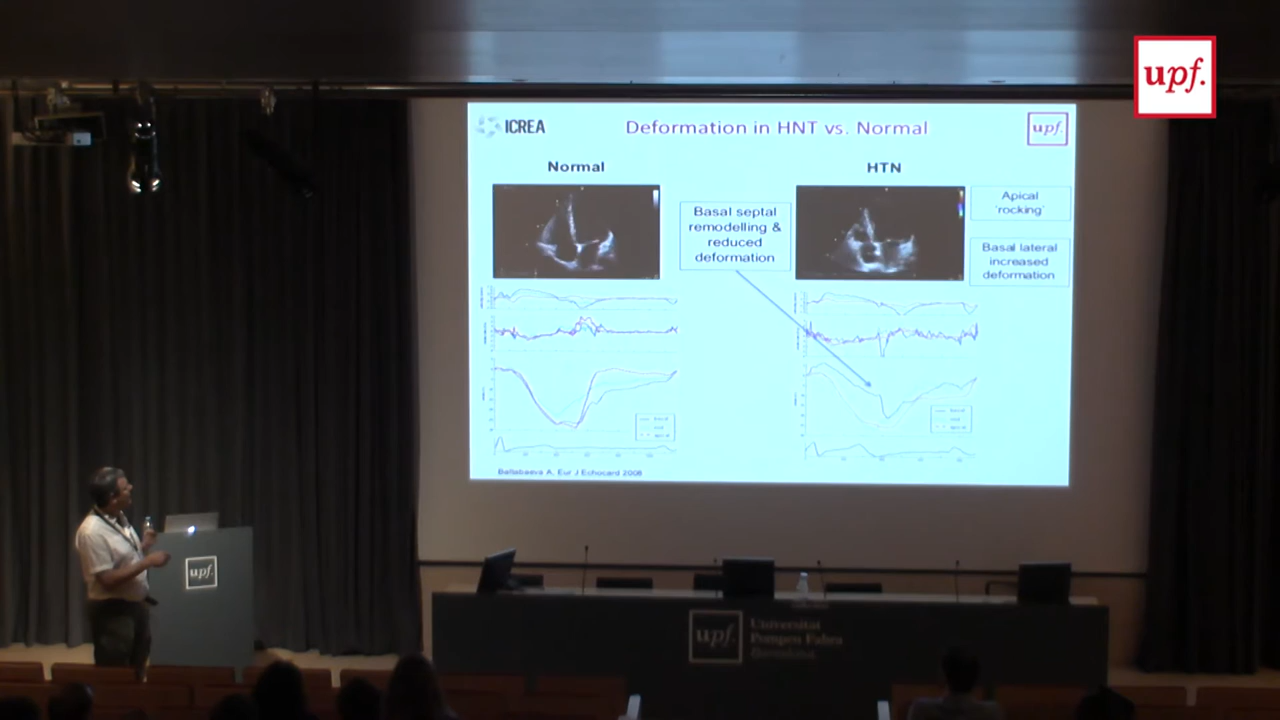 upf.
ICREA
Deformation in HNT vs. Normal
upf.
Normal
HTN
Basal septal
remodelling &
reduced
deformation
Apical
'rocking'
Basal lateral
increased
deformation
Baltabaeva A, Eur J Echocard 2008
upf.
upf.
Universitat
Pompeu Fabra
Barcelona